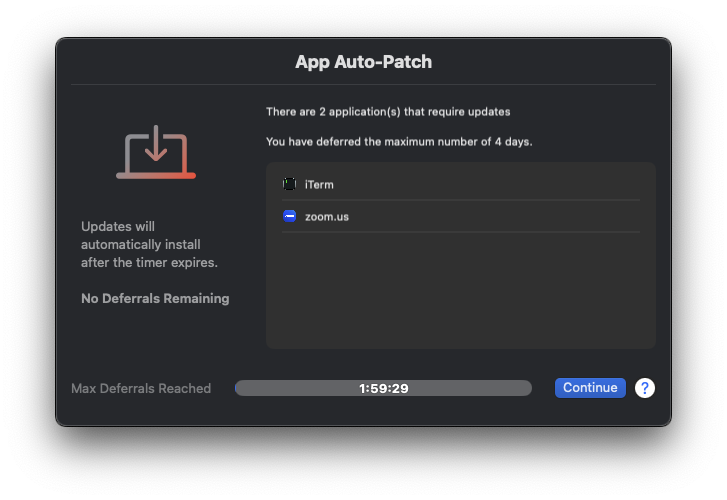 App Auto-Patch
There are 2 application(s) that require updates
You have deferred the maximum number of 4 days.
iTerm
zoom.us
Updates will
automatically install
after the timer expires.
No Deferrals Remaining
Max Deferrals Reached
1:59:29
Continue
?